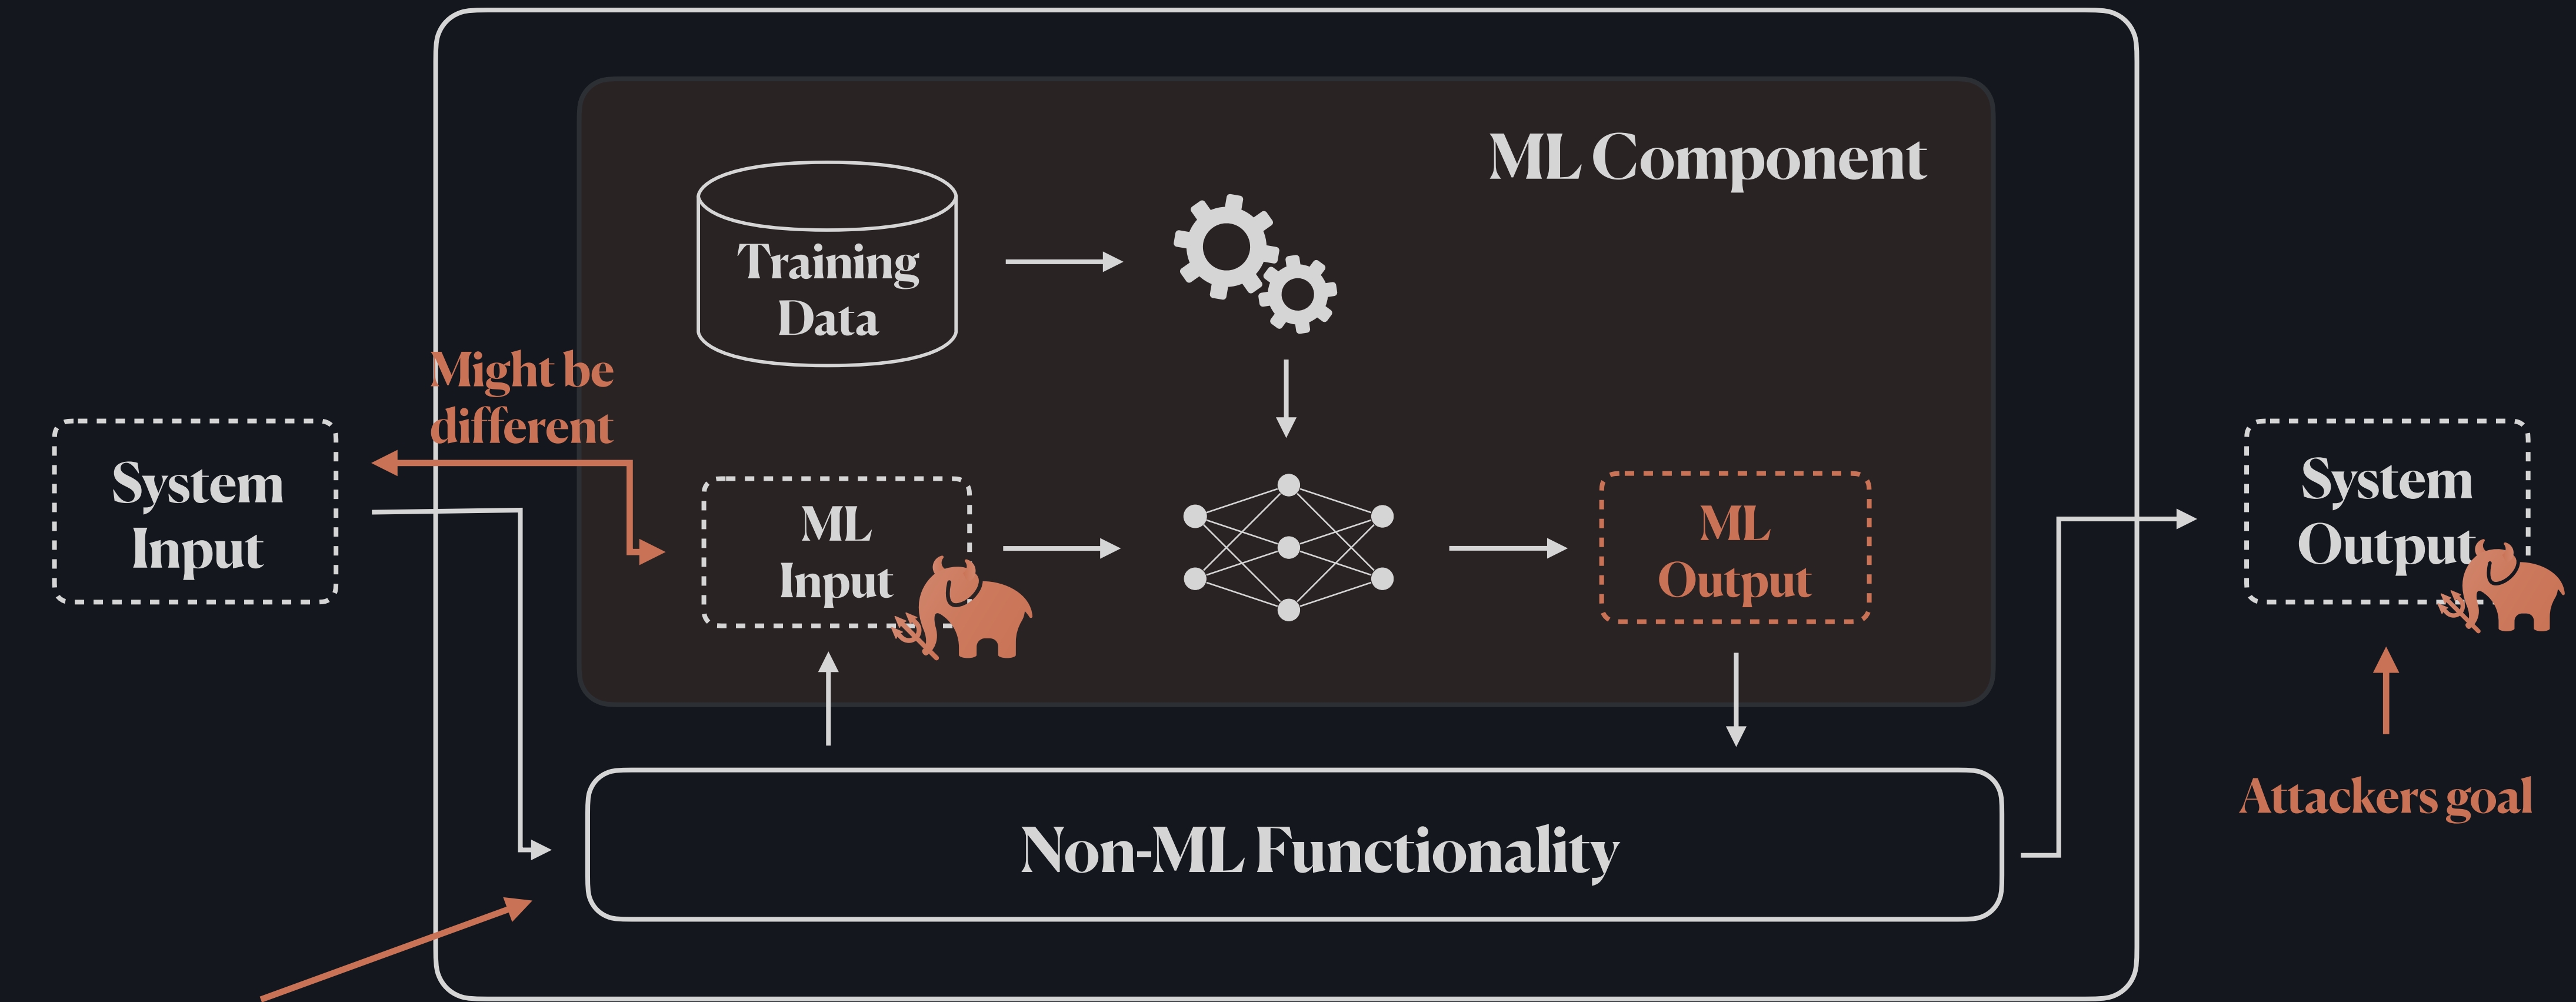 ML Component
Training
Data
Might be
different
System
Input
ML
Input
ML
Output
System
Output
Attackers goal
Non-ML Functionality